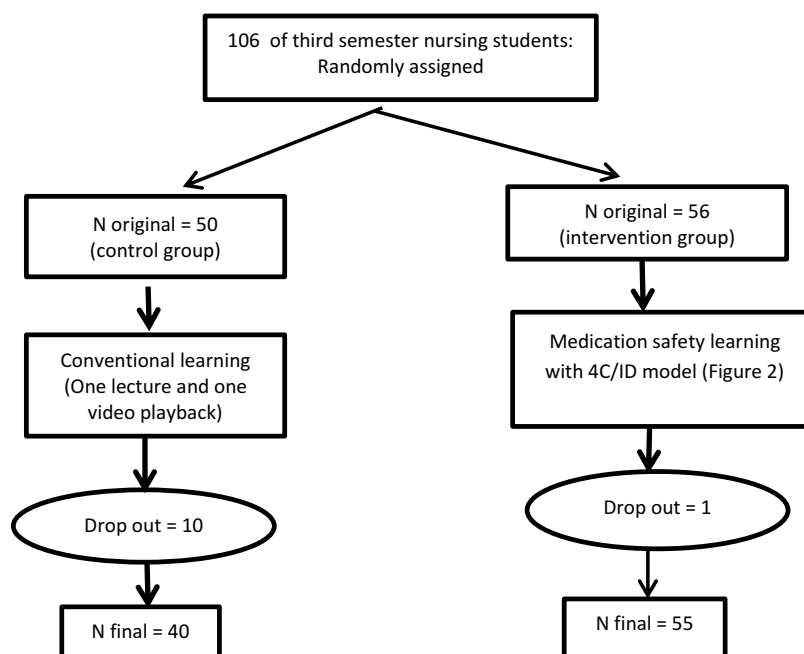 106 of third semester nursing students:
Randomly assigned
N original = 50
(control group)
N original = 56
(intervention group)
Conventional learning
(One lecture and one
video playback)
Medication safety learning
with 4C/ID model (Figure 2)
Drop out = 10
Drop out = 1
N final = 40
N final = 55